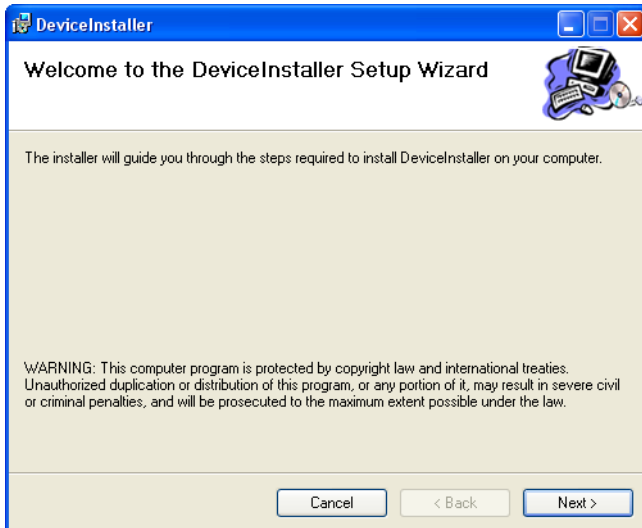 DeviceInstaller
Welcome to the DeviceInstaller Setup Wizard
The installer will guide you through the steps required to install DeviceInstaller on your computer.
WARNING: This computer program is protected by copyright law and international treaties.
Unauthorized duplication or distribution of this program, or any portion of it, may result in severe civil
or criminal penalties, and will be prosecuted to the maximum extent possible under the law.
Cancel < Back Next >